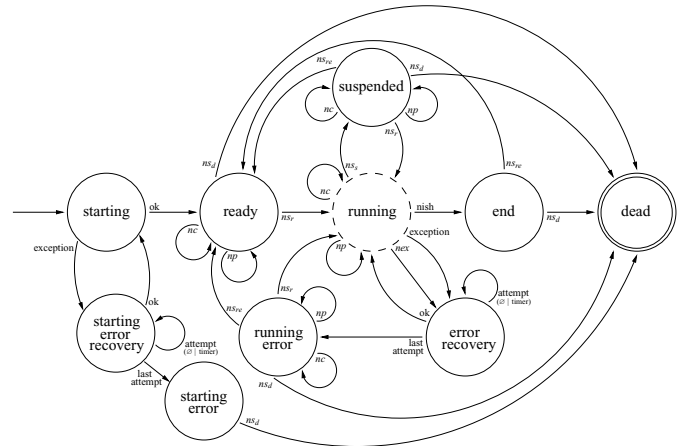 ns_re
ns_d
suspended
nc
np
ns_d
ns_s
ns_r
ns_re
nc
starting
ok
ready
ns_r
running
nish
end
ns_d
dead
exception
nc
np
np
nex
exception
ns_r
ok
ns_re
np
ok
attempt
(∅ | timer)
starting
error
recovery
attempt
(∅ | timer)
running
error
last
attempt
error
recovery
nc
last
attempt
ns_d
starting
error
ns_d